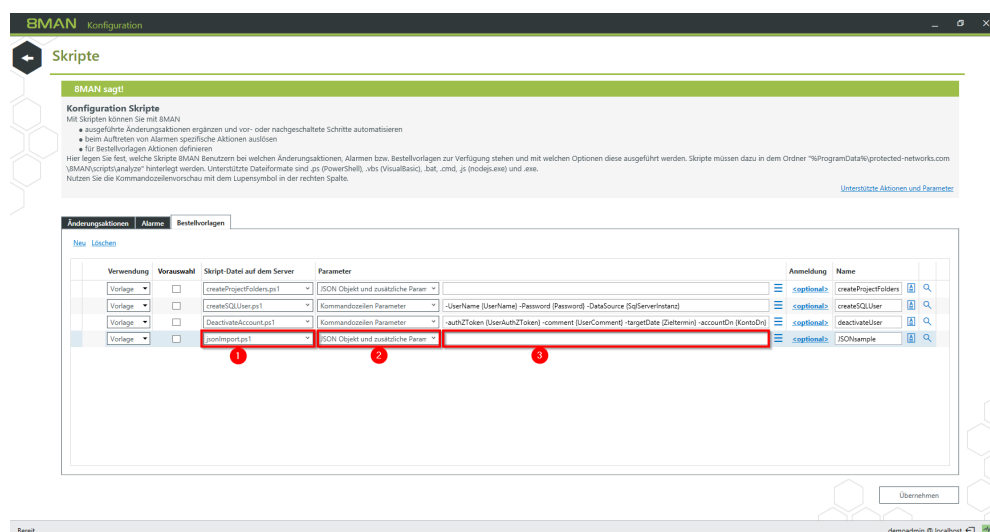 8MAN Konfiguration
Skripte
8MAN sagt!
Konfiguration Skripte
Mit Skripten können Sie mit 8MAN
● ausgeführte Änderungsaktionen ergänzen und vor- oder nachgeschaltete Schritte automatisieren
● beim Auftreten von Alarmen spezifische Aktionen auslösen
● für Bestellvorlagen Aktionen definieren
Hier legen Sie fest, welche Skripte 8MAN Benutzern bei welchen Änderungsaktionen, Alarmen bzw. Bestellvorlagen zur Verfügung stehen und mit welchen Optionen diese ausgeführt werden. Skripte müssen dazu in dem Ordner "%ProgramData%\protected-networks.com
\8MAN\scripts\analyze" hinterlegt werden. Unterstützte Dateiformate sind .ps (PowerShell), .vbs (VisualBasic), .bat, .cmd, .js (nodejs.exe) und .exe.
Nutzen Sie die Kommandozeilenvorschau mit dem Lupensymbol in der rechten Spalte.
Unterstützte Aktionen und Parameter
Änderungsaktionen Alarme Bestellvorlagen
Neu Löschen
Verwendung Vorauswahl Skript-Datei auf dem Server Parameter Anmeldung Name
Vorlage createProjectFolders.ps1 JSON Objekt und zusätzliche Param <optional> createProjectFolders
Vorlage createSQLUser.ps1 Kommandozeilen Parameter -UserName {UserName} -Password {Password} -DataSource {SqlServerInstanz} <optional> createSQLUser
Vorlage DeactivateAccount.ps1 Kommandozeilen Parameter -authZToken {UserAuthZToken} -comment {UserComment} -targetDate {Zieltermin} -accountDn {KontoDn} <optional> deactivateUser
Vorlage jsonImport.ps1 JSON Objekt und zusätzliche Param <optional> JSONsample
1 2 3
Übernehmen
Bereit demoadmin @ localhost